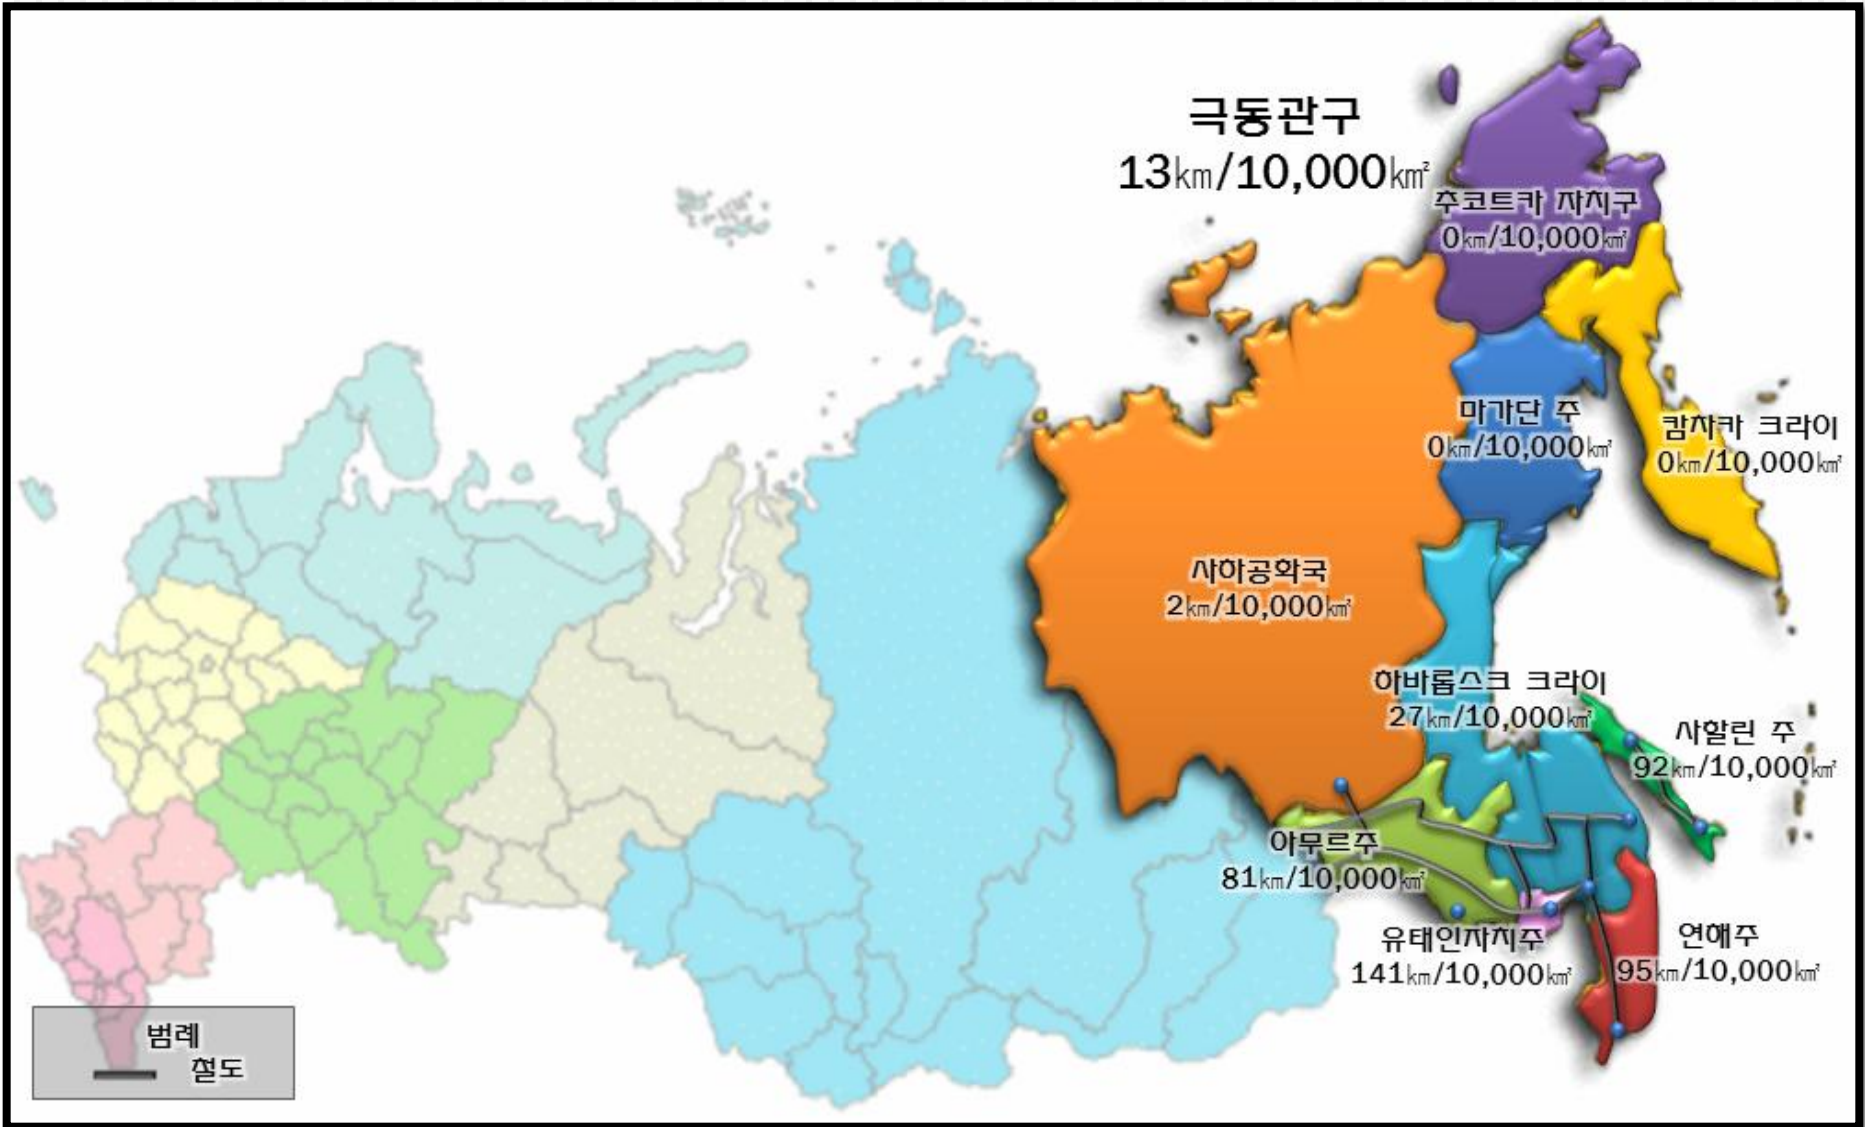 극동관구
13㎞/10,000㎢
추코트카 자치구
0㎞/10,000㎢
마가단 주
0㎞/10,000㎢
캄차카 크라이
0㎞/10,000㎢
사하공화국
2㎞/10,000㎢
하바롭스크 크라이
27㎞/10,000㎢
사할린 주
92㎞/10,000㎢
아무르주
81㎞/10,000㎢
유태인자치주
141㎞/10,000㎢
연해주
95㎞/10,000㎢
범례
철도